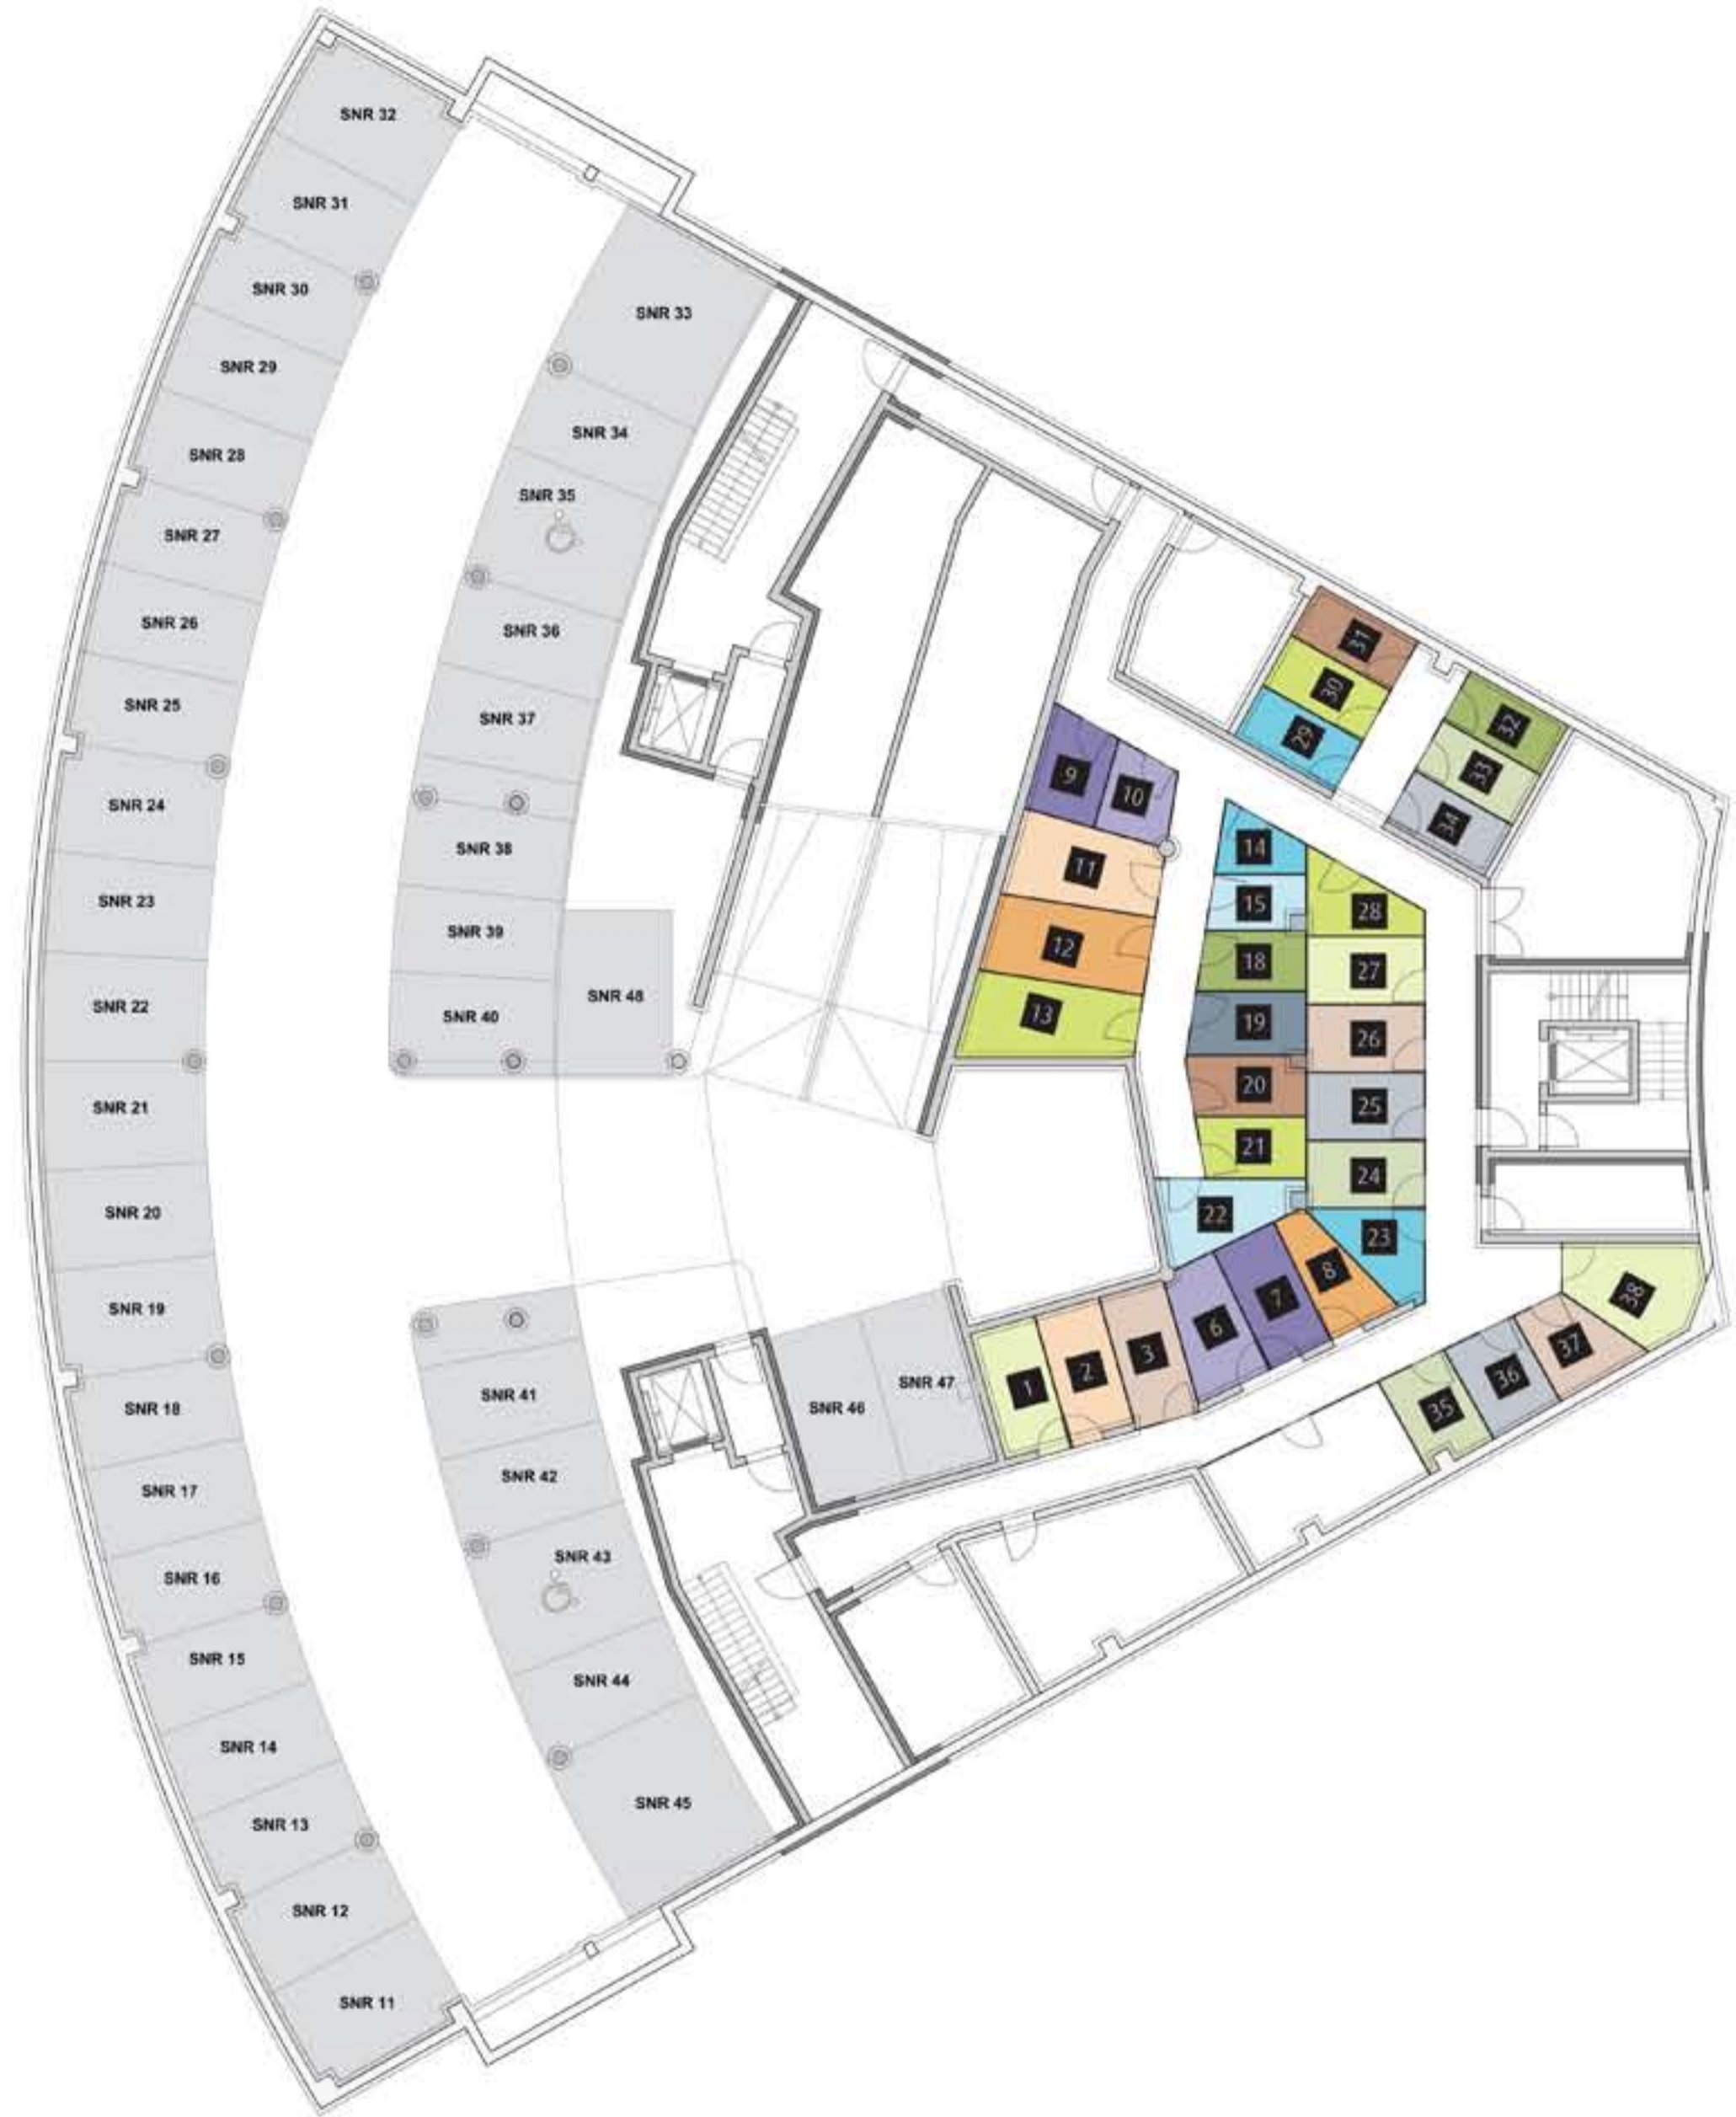 SNR 32
SNR 31
SNR 30
SNR 29
SNR 28
SNR 27
SNR 26
SNR 25
SNR 24
SNR 23
SNR 22
SNR 21
SNR 20
SNR 19
SNR 18
SNR 17
SNR 16
SNR 15
SNR 14
SNR 13
SNR 12
SNR 11
SNR 33
SNR 34
SNR 35
SNR 36
SNR 37
SNR 38
SNR 39
SNR 40
SNR 48
SNR 41
SNR 42
SNR 43
SNR 44
SNR 45
SNR 46
SNR 47
9
10
11
12
13
14
15
18
19
20
21
22
28
27
26
25
24
23
1
2
3
6
7
8
31
30
29
32
33
34
35
36
37
38